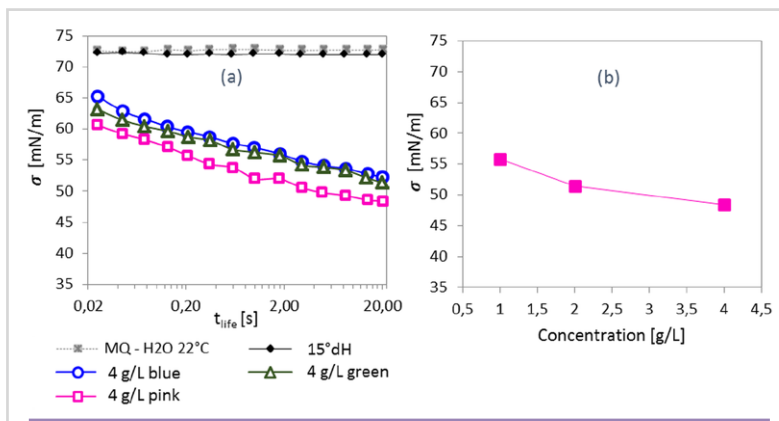 75
70
65
60
55
50
45
40
35
σ [mN/m]
(a)
0,02 0,20 2,00 20,00
t_life [s]
75
70
65
60
55
50
45
40
35
σ [mN/m]
(b)
0,5 1 1,5 2 2,5 3 3,5 4 4,5
Concentration [g/L]
MQ - H2O 22°C 15°dH
4 g/L blue 4 g/L green
4 g/L pink